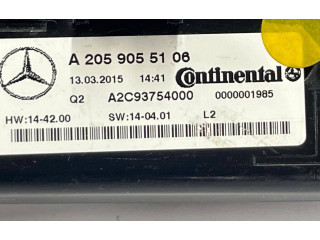 A 205 905 51 06
13.03.2015 14:41 Continental
Q2 A2C93754000 0000001985
HW:14-42.00 SW:14-04.01 L2